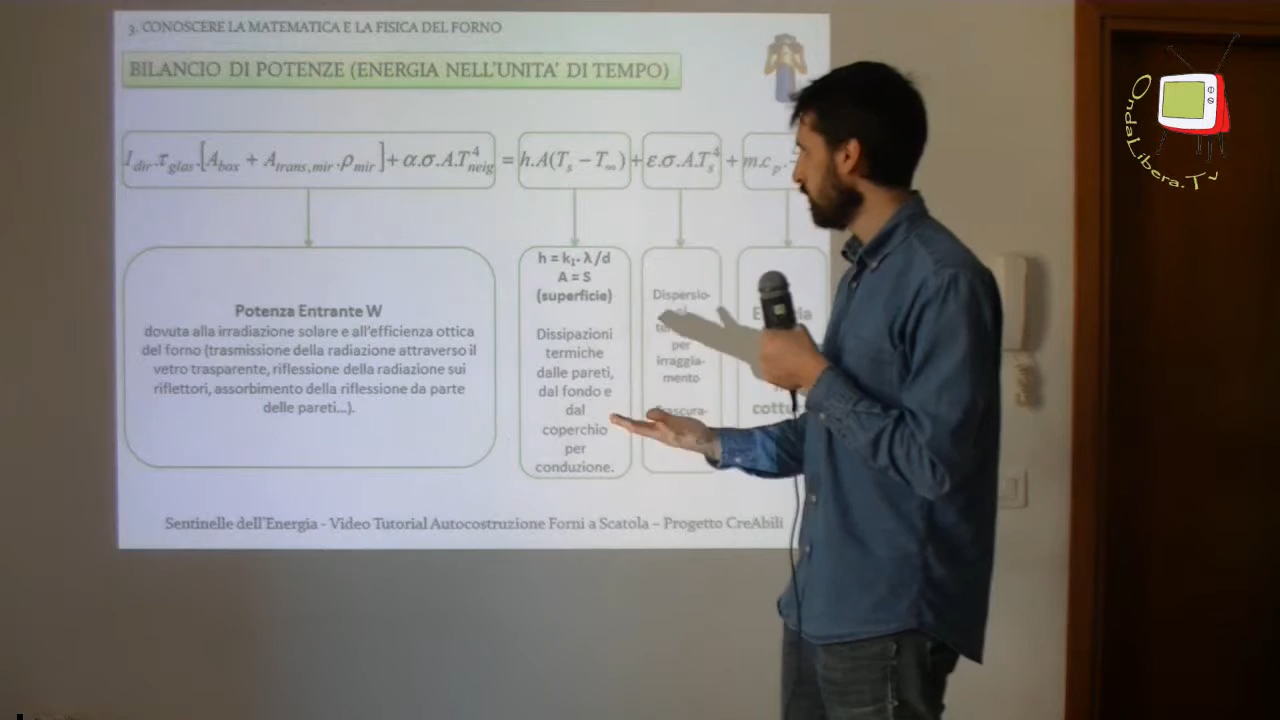 3. CONOSCERE LA MATEMATICA E LA FISICA DEL FORNO
BILANCIO DI POTENZE (ENERGIA NELL'UNITA' DI TEMPO)
I_dir.τ_glas.[A_box + A_trans,mir.ρ_mir] + α.σ.A.T⁴_neig = h.A(T_s − T_∞) + ε.σ.A.T⁴_s + m.c_p.
Potenza Entrante W
dovuta alla irradiazione solare e all'efficienza ottica
del forno (trasmissione della radiazione attraverso il
vetro trasparente, riflessione della radiazione sui
riflettori, assorbimento della riflessione da parte
delle pareti...).
h = k₁. λ/d
A = S
(superficie)
Dissipazioni
termiche
dalle pareti,
dal fondo e
dal
coperchio
per
conduzione.
Dispersio-
per
irraggia-
mento
Sentinelle dell'Energia - Video Tutorial Autocostruzione Forni a Scatola – Progetto CreAbili
OndaLibera.Tv